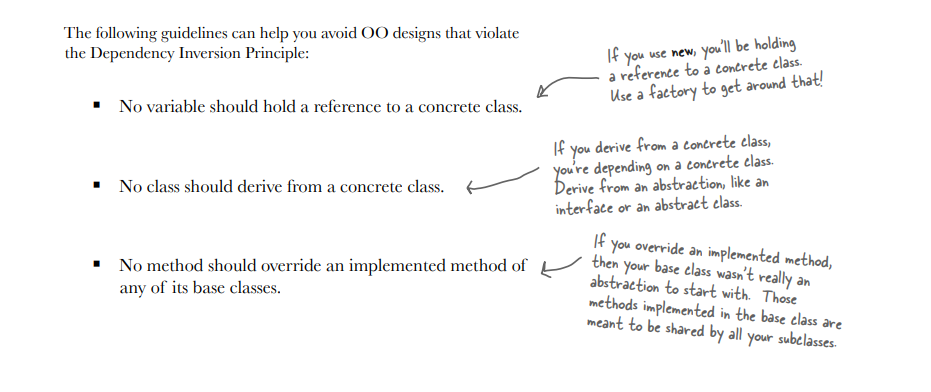 The following guidelines can help you avoid OO designs that violate
the Dependency Inversion Principle:
▪ No variable should hold a reference to a concrete class.
If you use new, you'll be holding
a reference to a concrete class.
Use a factory to get around that!
▪ No class should derive from a concrete class.
If you derive from a concrete class,
you're depending on a concrete class.
Derive from an abstraction, like an
interface or an abstract class.
▪ No method should override an implemented method of
any of its base classes.
If you override an implemented method,
then your base class wasn't really an
abstraction to start with. Those
methods implemented in the base class are
meant to be shared by all your subclasses.